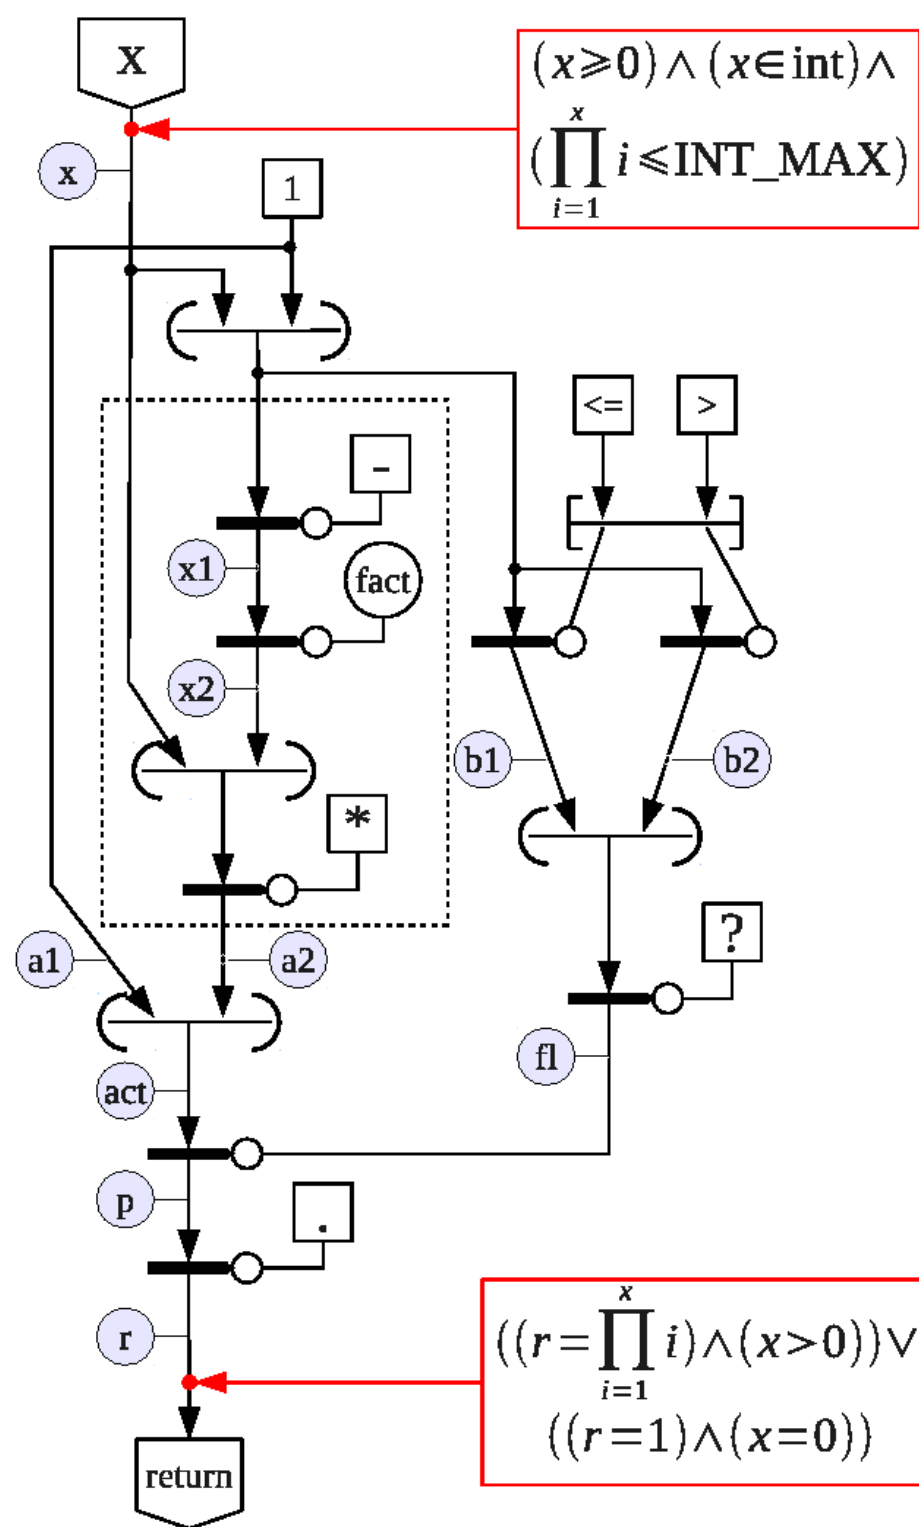 X
(x⩾0)∧(x∈int)∧
(∏_{i=1}^{x} i⩽INT_MAX)
x
1
<=
>
-
x1
fact
x2
b1
b2
*
?
a1
a2
fl
act
p
.
r
((r=∏_{i=1}^{x} i)∧(x>0))∨
((r=1)∧(x=0))
return